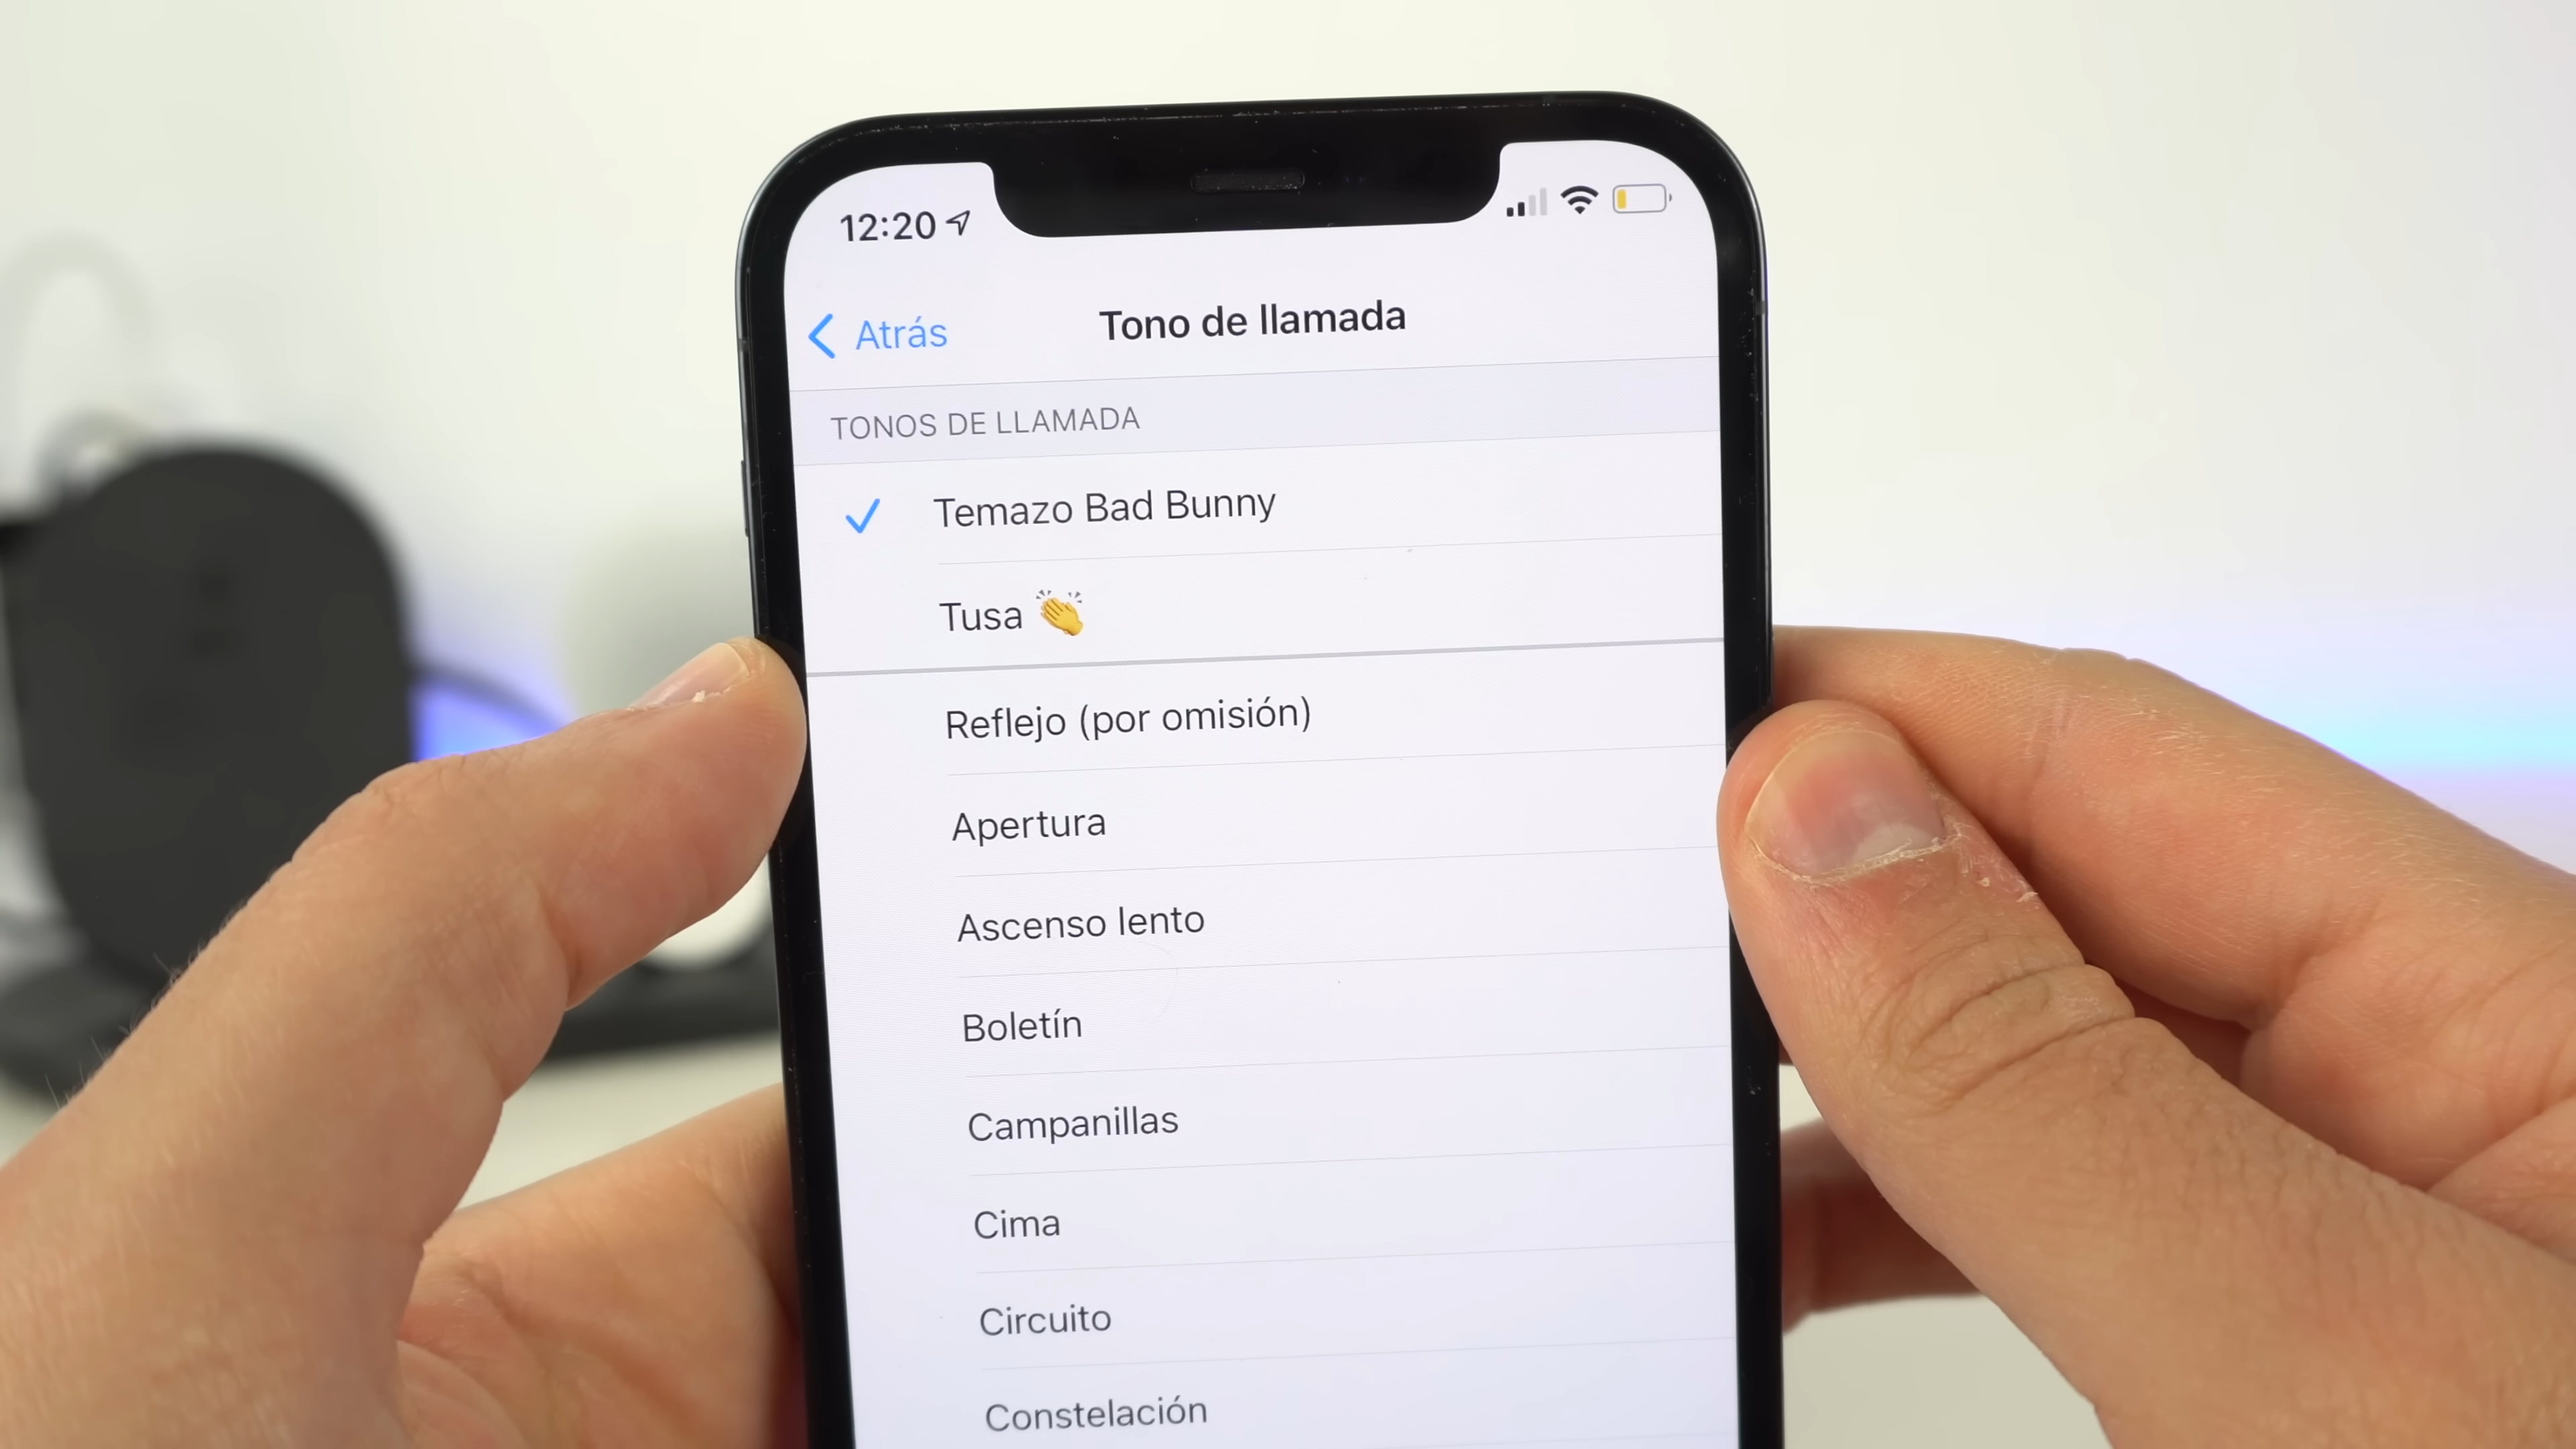 12:20
Atrás
Tono de llamada
TONOS DE LLAMADA
Temazo Bad Bunny
Tusa 👏
Reflejo (por omisión)
Apertura
Ascenso lento
Boletín
Campanillas
Cima
Circuito
Constelación